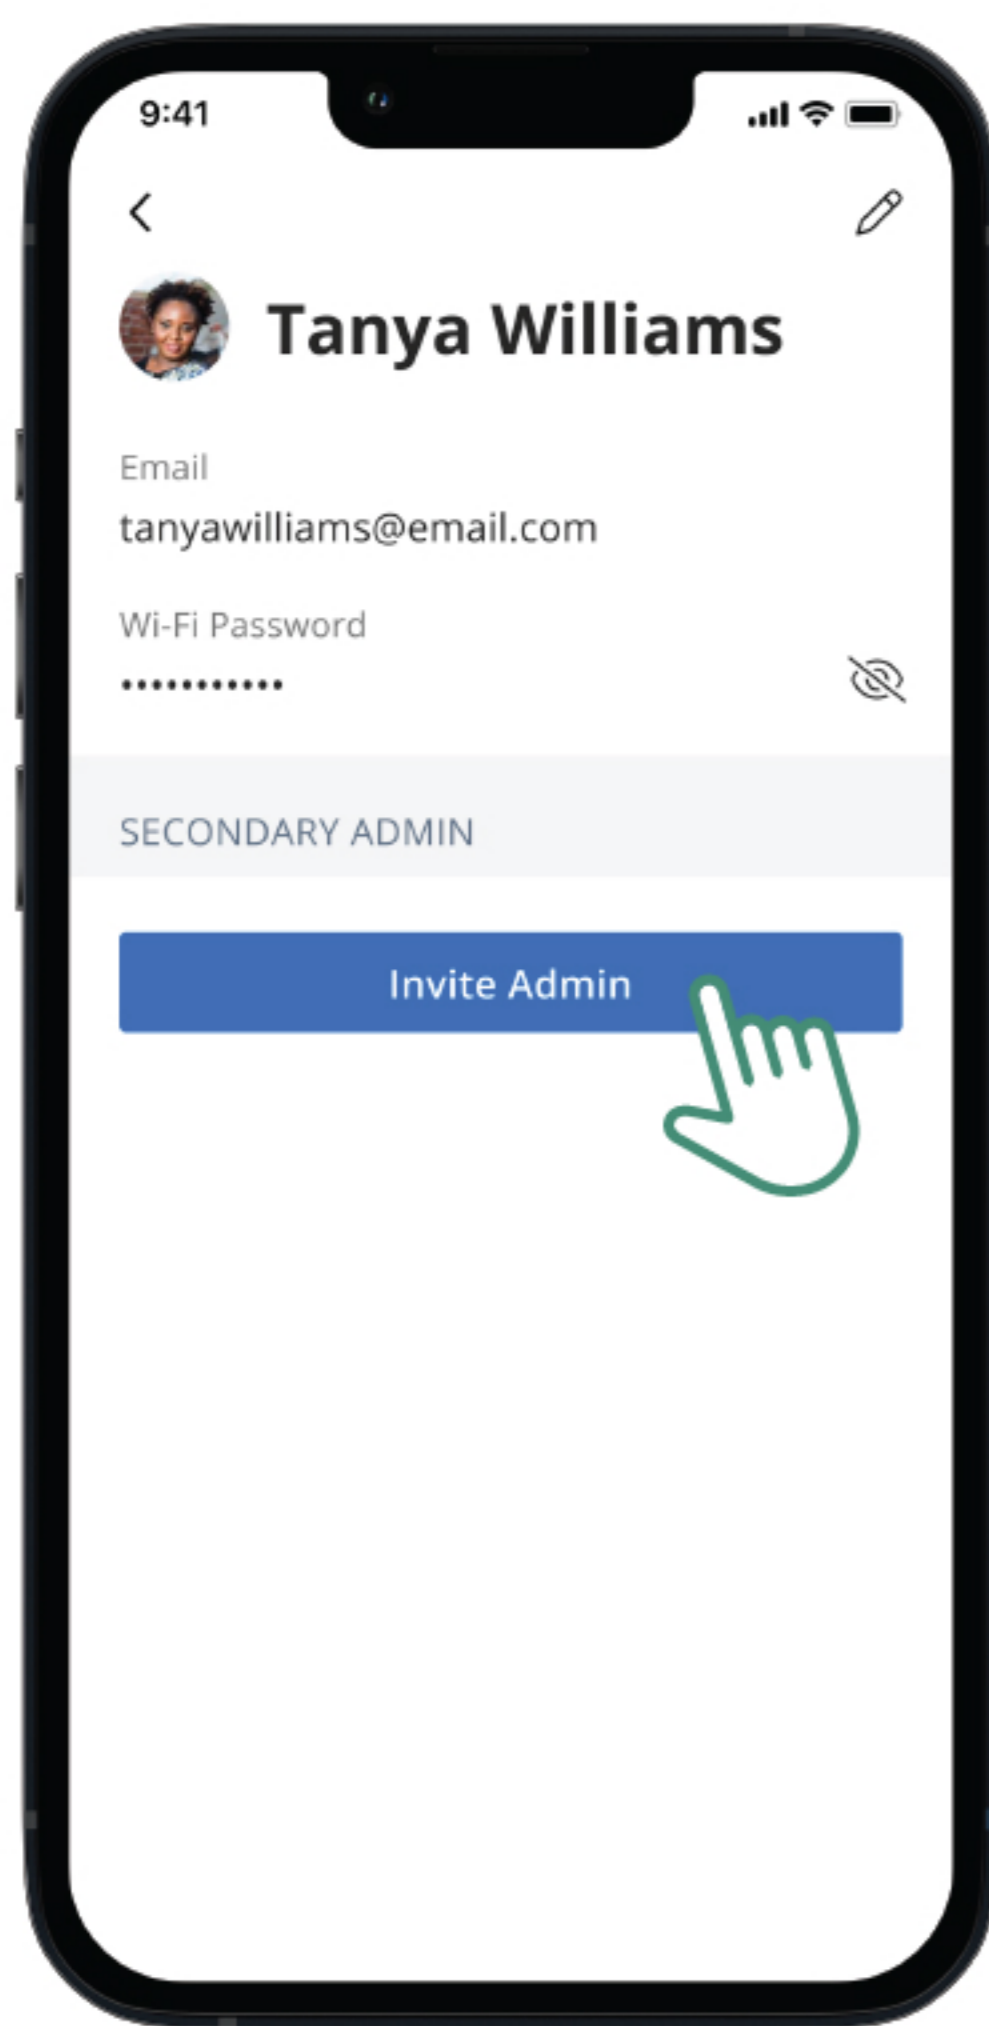 9:41
Tanya Williams
Email
tanyawilliams@email.com
Wi-Fi Password
•••••••••••
SECONDARY ADMIN
Invite Admin